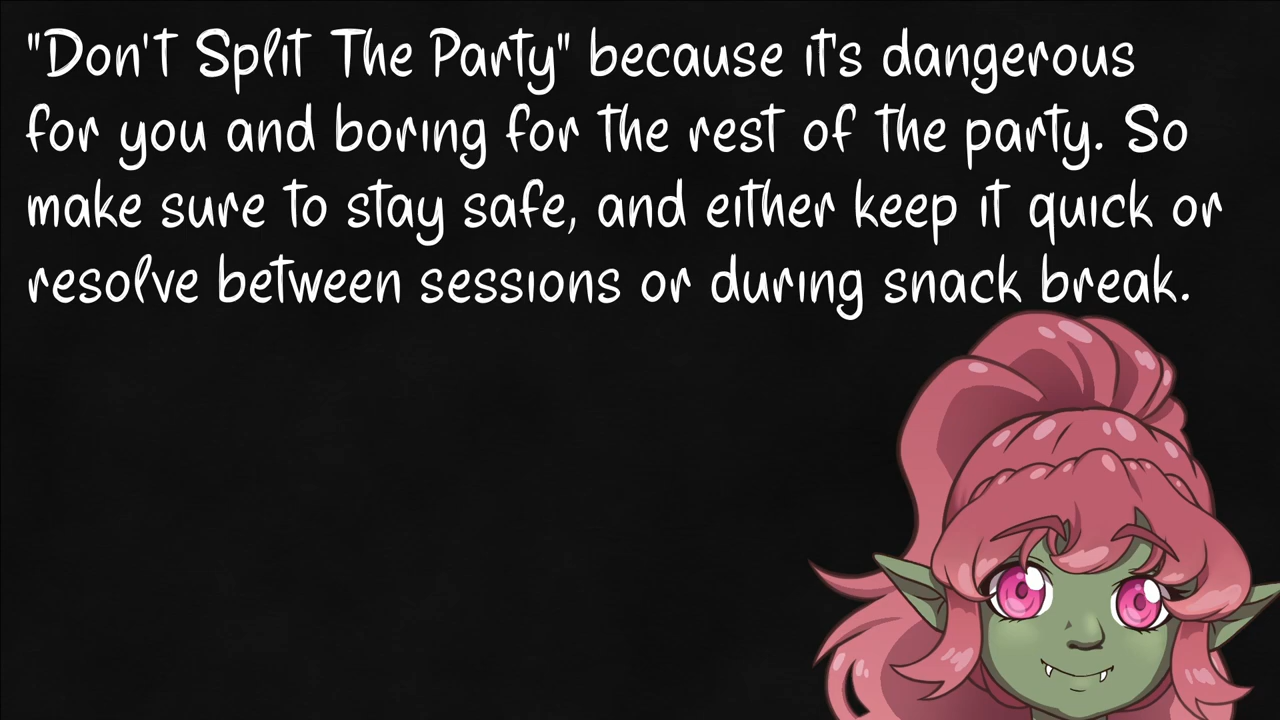 "Don't Split The Party" because it's dangerous
for you and boring for the rest of the party. So
make sure to stay safe, and either keep it quick or
resolve between sessions or during snack break.